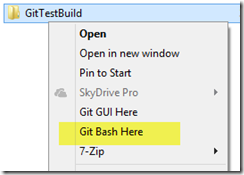 GitTestBuild
Open
Open in new window
Pin to Start
SkyDrive Pro
Git GUI Here
Git Bash Here
7-Zip